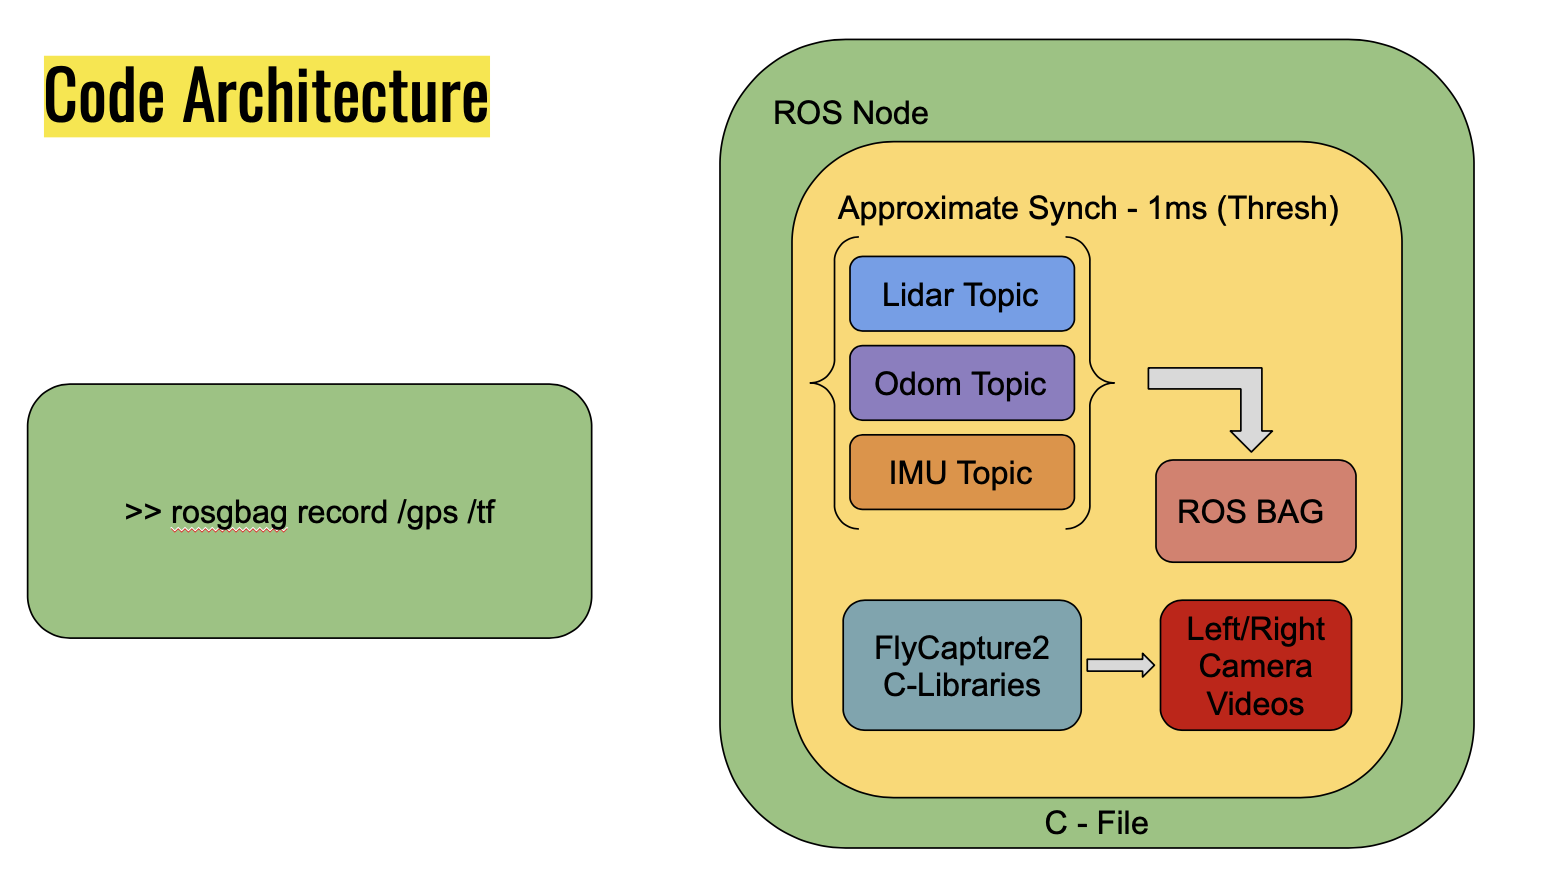 Code Architecture
>> rosgbag record /gps /tf
ROS Node
Approximate Synch - 1ms (Thresh)
Lidar Topic
Odom Topic
IMU Topic
ROS BAG
FlyCapture2
C-Libraries
Left/Right
Camera
Videos
C - File